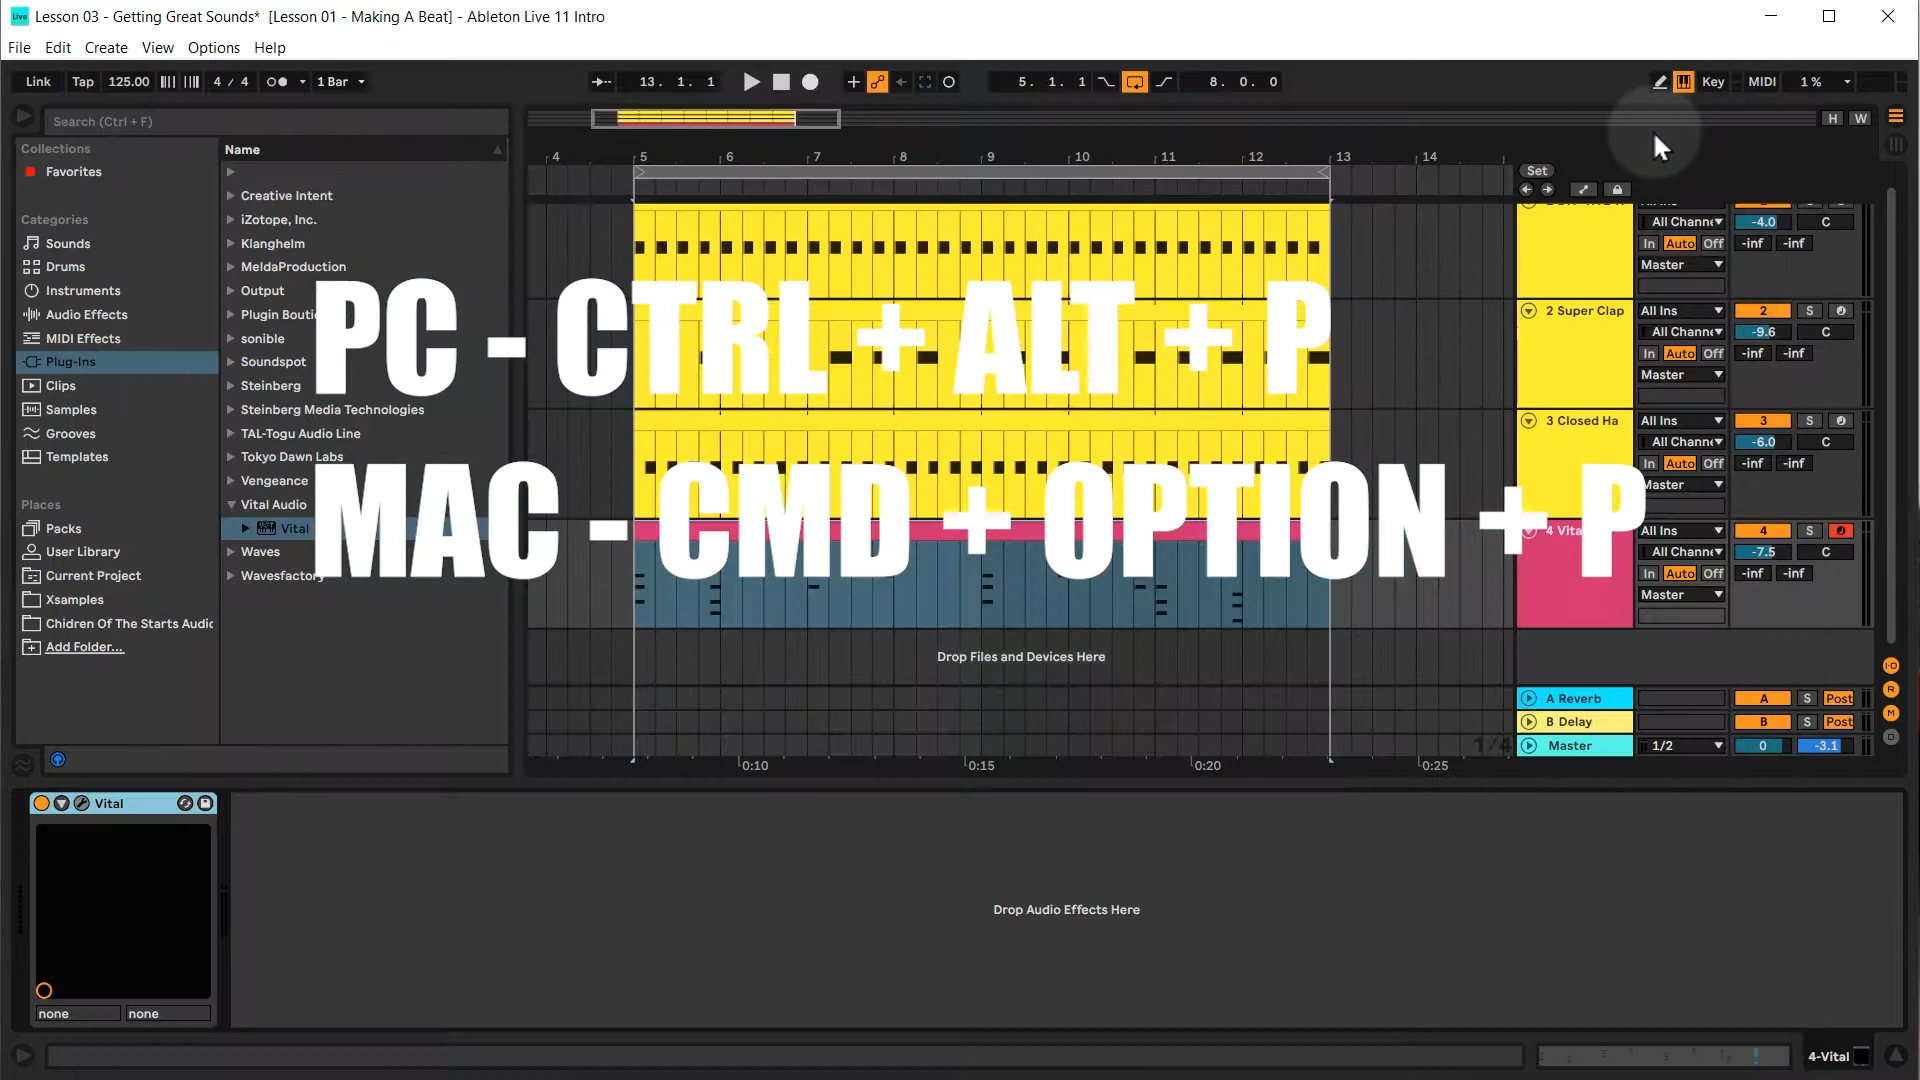 Lesson 03 - Getting Great Sounds*  [Lesson 01 - Making A Beat] - Ableton Live 11 Intro
File Edit Create View Options Help
Link Tap 125.00 4 / 4 1 Bar 13. 1. 1 5. 1. 1 8. 0. 0 Key MIDI 1 %
Search (Ctrl + F)
H W
Collections
Favorites
Categories
Sounds
Drums
Instruments
Audio Effects
MIDI Effects
Plug-Ins
Clips
Samples
Grooves
Templates
Places
Packs
User Library
Current Project
Xsamples
Chidren Of The Starts Audio
Add Folder...
Name
Creative Intent
iZotope, Inc.
Klanghelm
MeldaProduction
Output
Plugin Bouti
sonible
Soundspot
Steinberg
Steinberg Media Technologies
TAL-Togu Audio Line
Tokyo Dawn Labs
Vengeance
Vital Audio
Vital
Waves
Wavesfactory
4 5 6 7 8 9 10 11 12 13 14
Set
PC - CTRL + ALT + P
MAC - CMD + OPTION + P
All Channe -4.0 C
In Auto Off -inf -inf
Master
2 Super Clap All Ins 2 S
All Channe -9.6 C
In Auto Off -inf -inf
Master
3 Closed Ha All Ins 3 S
All Channe -6.0 C
In Auto Off -inf -inf
Master
4 Vita All Ins 4 S
All Channe -7.5 C
In Auto Off -inf -inf
Master
Drop Files and Devices Here
A Reverb A S Post
B Delay B S Post
1/4 Master 1/2 0 -3.1
0:10 0:15 0:20 0:25
I·O
R
M
D
Vital
none none
Drop Audio Effects Here
4-Vital